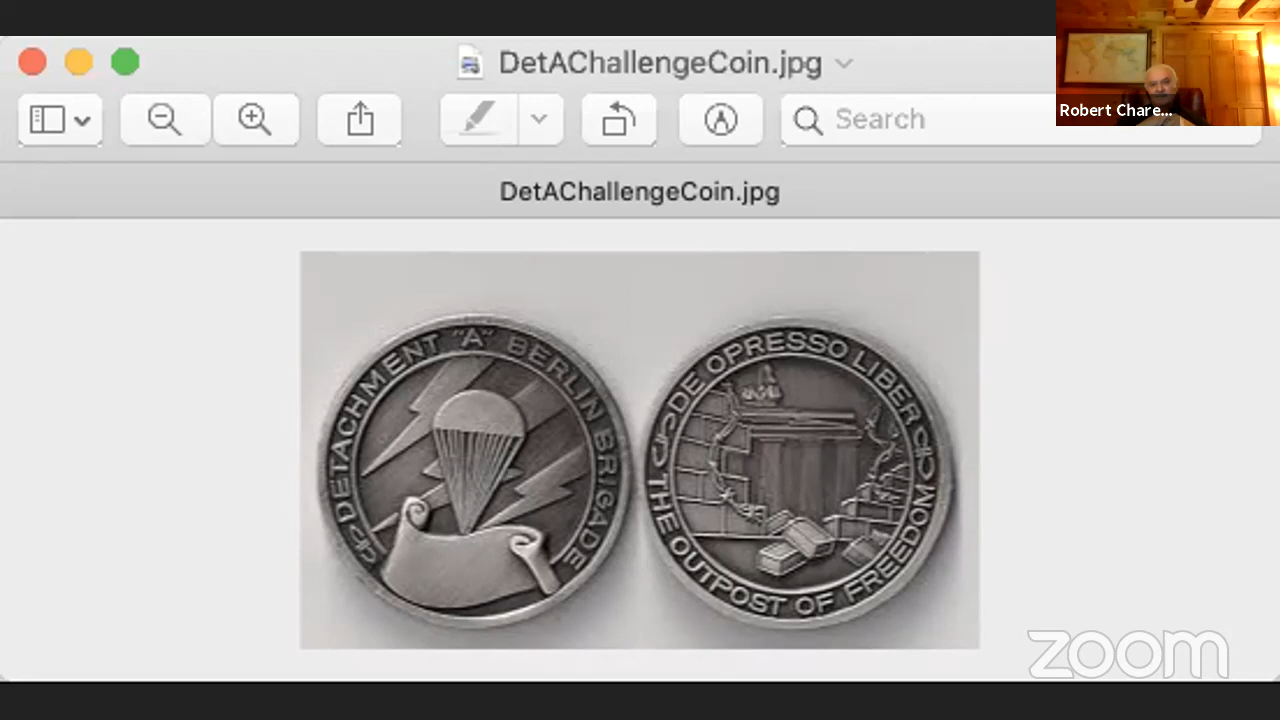 DetAChallengeCoin.jpg
Search
Robert Chare...
DetAChallengeCoin.jpg
DETACHMENT "A" BERLIN BRIGADE
DE OPRESSO LIBER
THE OUTPOST OF FREEDOM
zoom